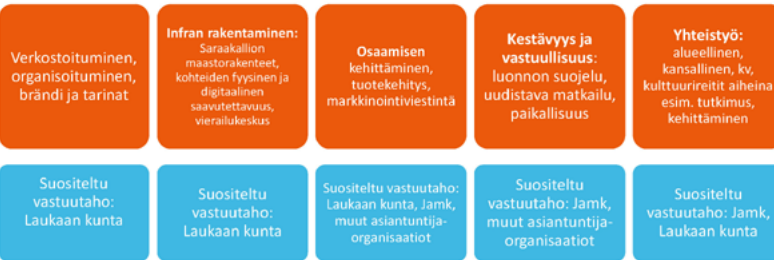 Verkostoituminen,
organisoituminen,
brändi ja tarinat
Infran rakentaminen:
Saraakallion
maastorakenteet,
kohteiden fyysinen ja
digitaalinen
saavutettavuus,
vierailukeskus
Osaamisen
kehittäminen,
tuotekehitys,
markkinointiviestintä
Kestävyys ja
vastuullisuus:
luonnon suojelu,
uudistava matkailu,
paikallisuus
Yhteistyö:
alueellinen,
kansallinen, kv,
kulttuurireitit aiheina
esim. tutkimus,
kehittäminen
Suositeltu
vastuutaho:
Laukaan kunta
Suositeltu
vastuutaho:
Laukaan kunta
Suositeltu vastuutaho:
Laukaan kunta, Jamk,
muut asiantuntija-
organisaatiot
Suositeltu
vastuutaho: Jamk,
muut asiantuntija-
organisaatiot
Suositeltu
vastuutaho: Jamk,
Laukaan kunta